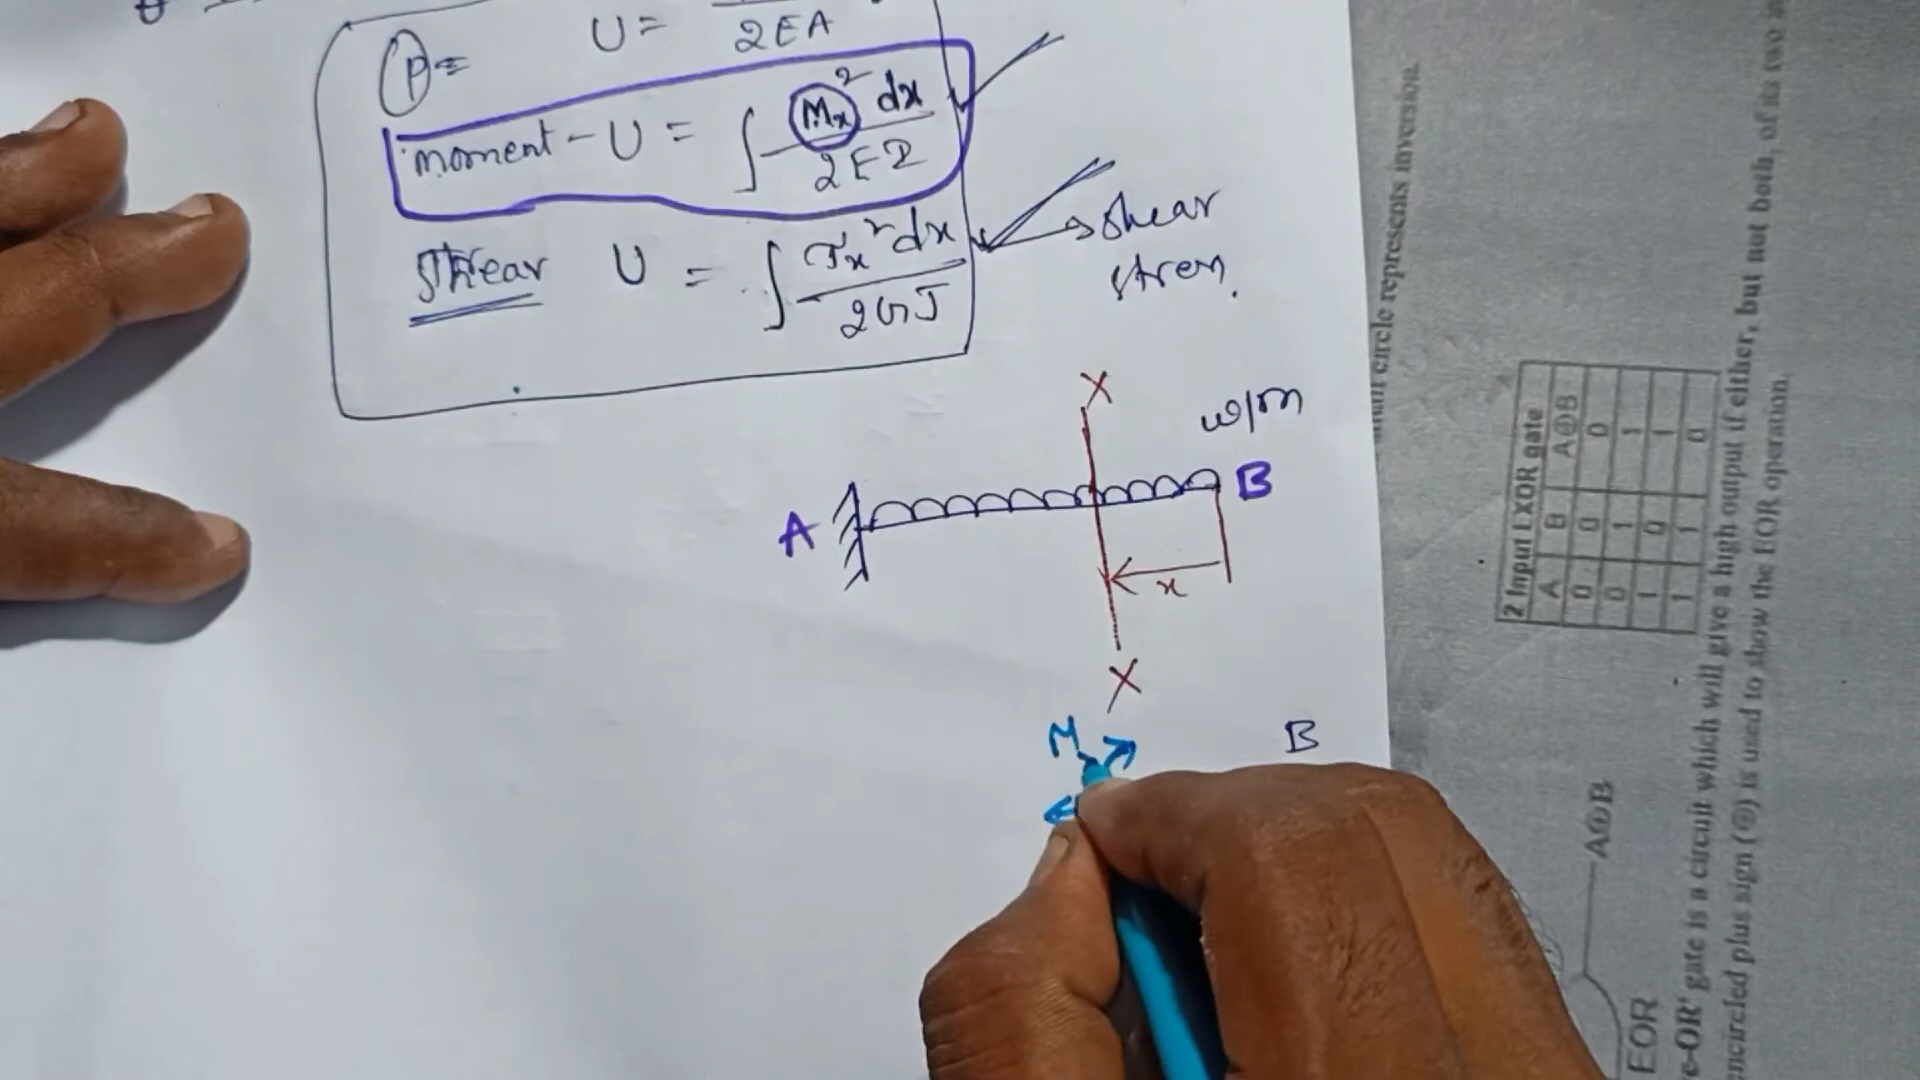 P =
U =
2EA
moment - U = ∫ Mx² dx
2EI
Shear U = ∫ Tx² dx
2GJ
→ Shear
stren.
X
w/m
A
B
x
X
M
B
circle represents inversion.
2 Input EXOR gate
A B A⊕B
0 0 0
0 1 1
1 0 1
1 1 0
A⊕B
EOR
e-OR' gate is a circuit which will give a high output if either, but not both, of its two
encircled plus sign (⊕) is used to show the EOR operation.